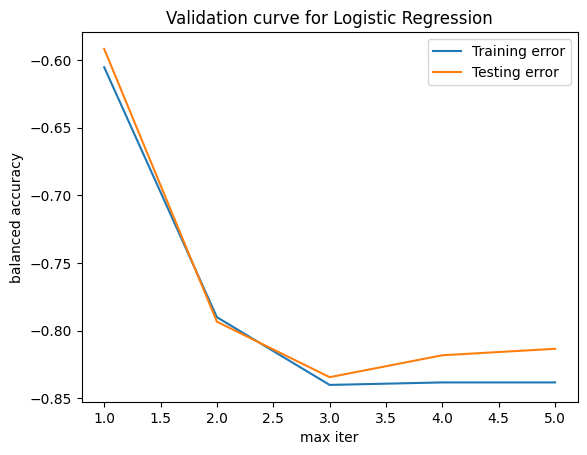 Validation curve for Logistic Regression
Training error
Testing error
balanced accuracy
−0.60
−0.65
−0.70
−0.75
−0.80
−0.85
1.0 1.5 2.0 2.5 3.0 3.5 4.0 4.5 5.0
max iter